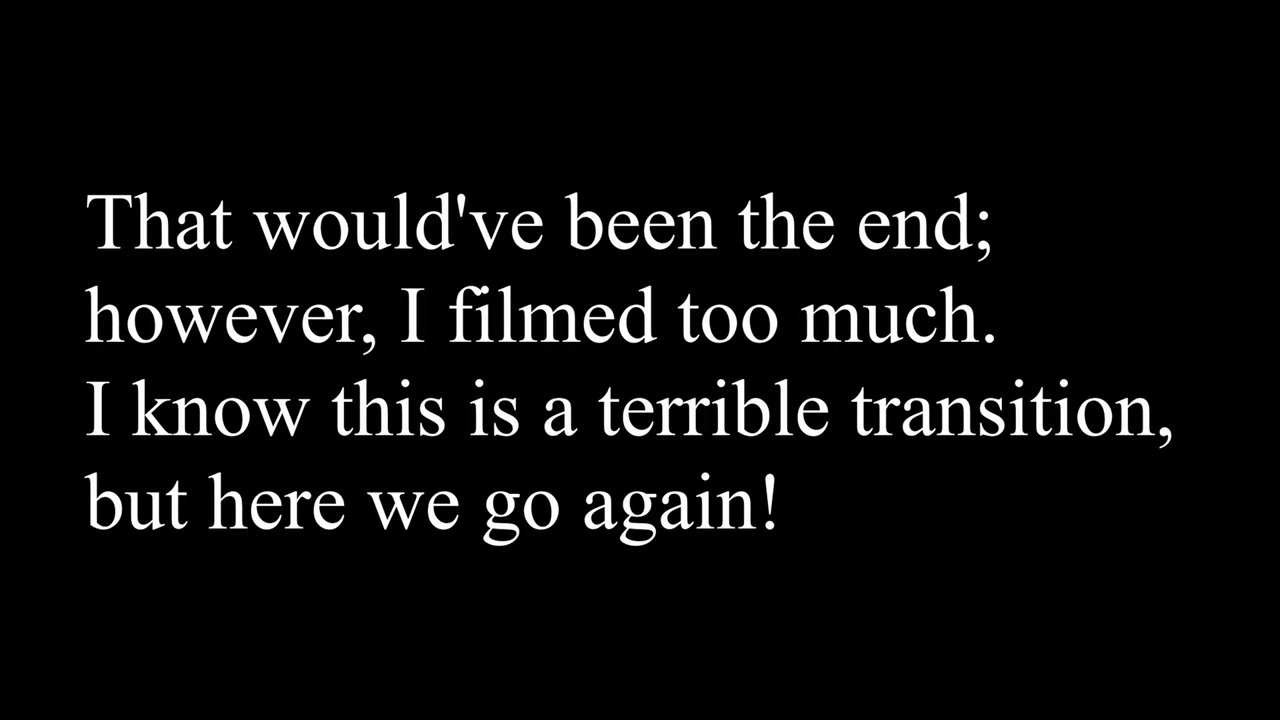 That would've been the end;
however, I filmed too much.
I know this is a terrible transition,
but here we go again!